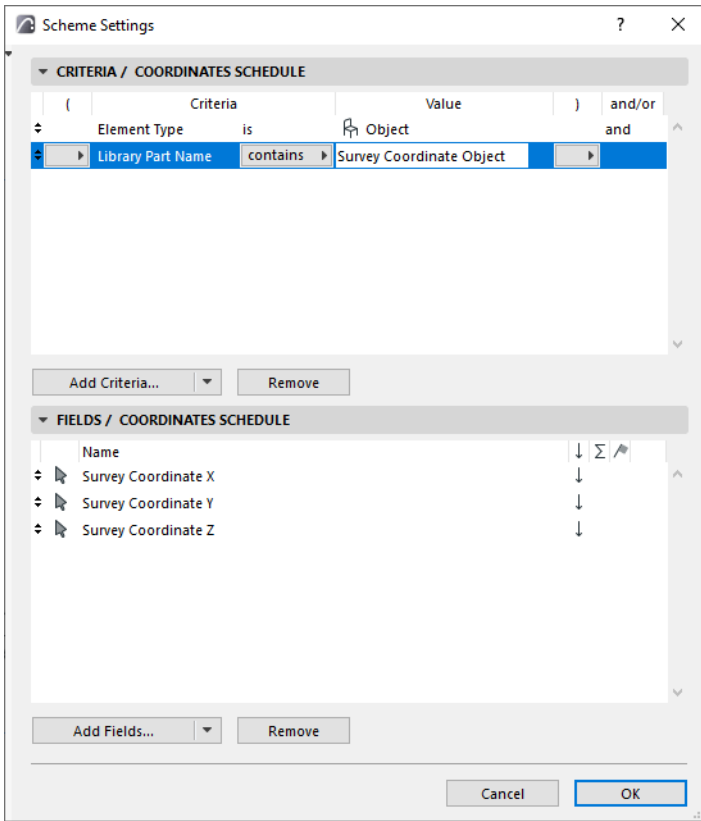 Scheme Settings ? ×
CRITERIA / COORDINATES SCHEDULE
( Criteria Value ) and/or
Element Type is Object and
Library Part Name contains Survey Coordinate Object
Add Criteria... Remove
FIELDS / COORDINATES SCHEDULE
Name ↓ Σ
Survey Coordinate X ↓
Survey Coordinate Y ↓
Survey Coordinate Z ↓
Add Fields... Remove
Cancel OK